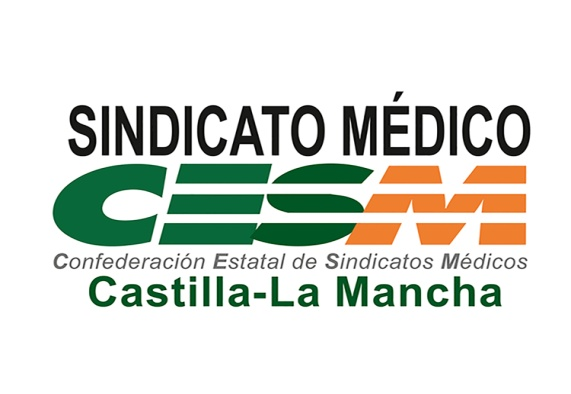 SINDICATO MÉDICO
CESM
Confederación Estatal de Sindicatos Médicos
Castilla-La Mancha